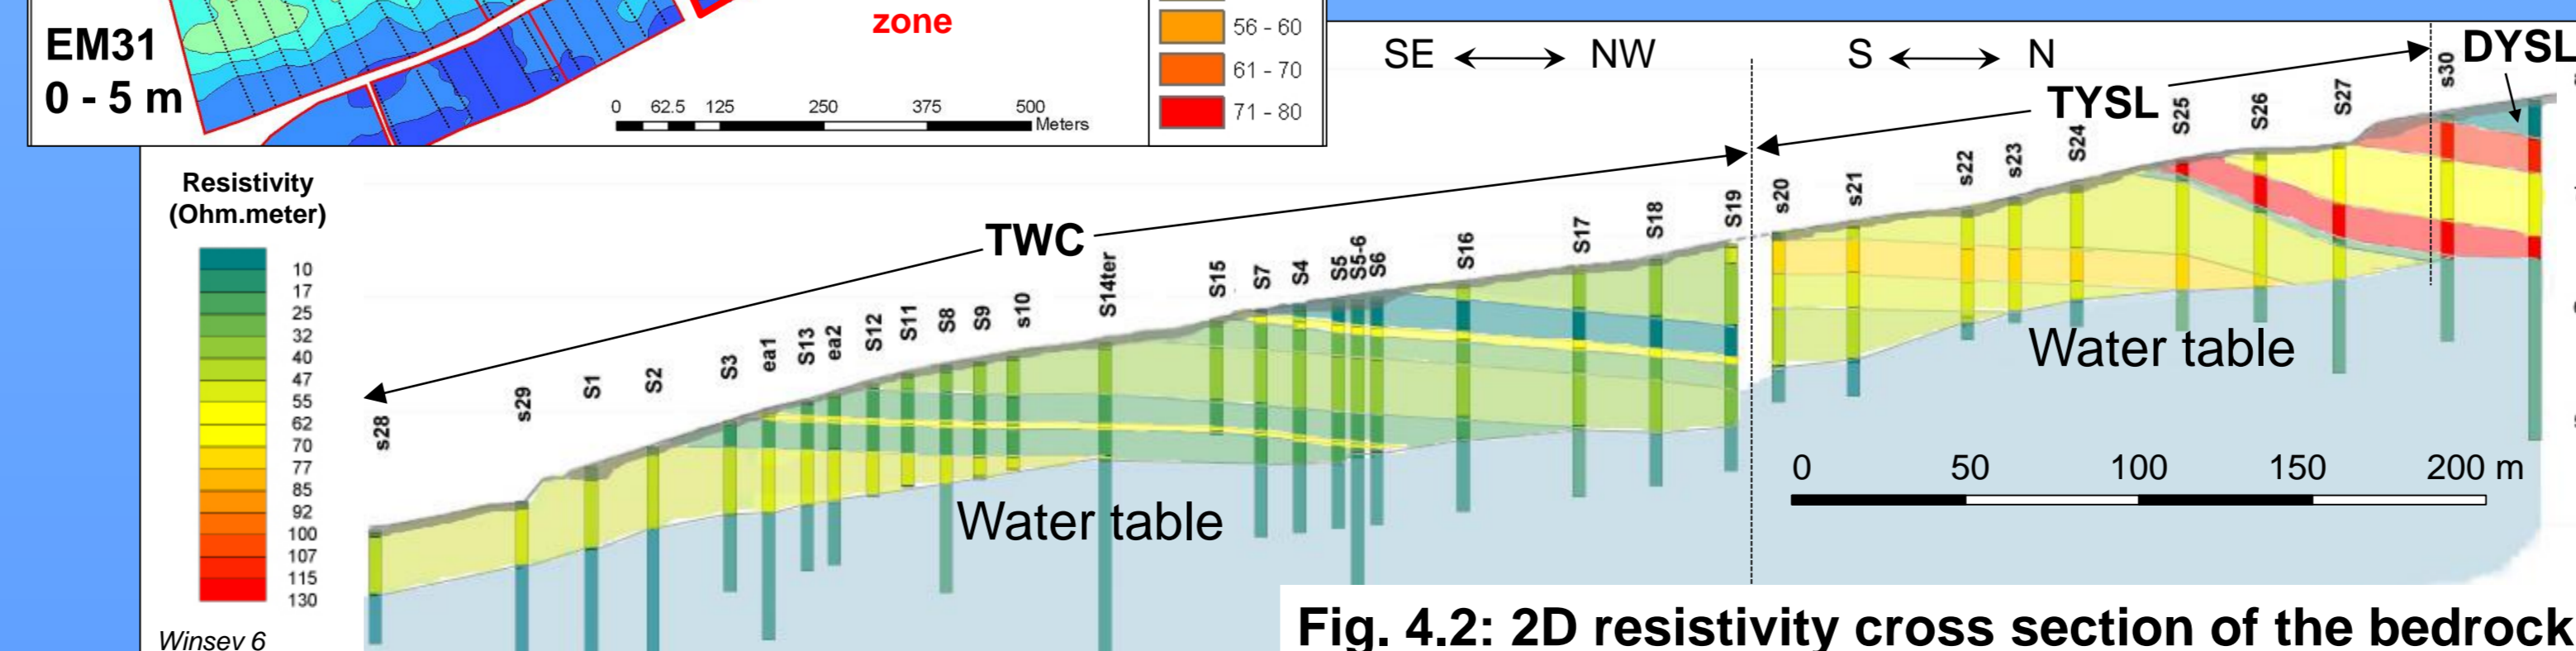 EM31
0 - 5 m
zone
0 62.5 125 250 375 500
Meters
56 - 60
61 - 70
71 - 80
SE NW
S N
TWC
TYSL
DYSL
Resistivity
(Ohm.meter)
10
17
25
32
40
47
55
62
70
77
85
92
100
107
115
130
Winsev 6
s28
s29
S1
S2
S3
ea1
S13
ea2
S12
S11
S8
S9
s10
S14ter
S15
S7
S4
S5
S5-6
S6
S16
S17
S18
S19
s20
s21
s22
s23
S24
S25
S26
S27
s30
Water table
Water table
0 50 100 150 200 m
Fig. 4.2: 2D resistivity cross section of the bedrock